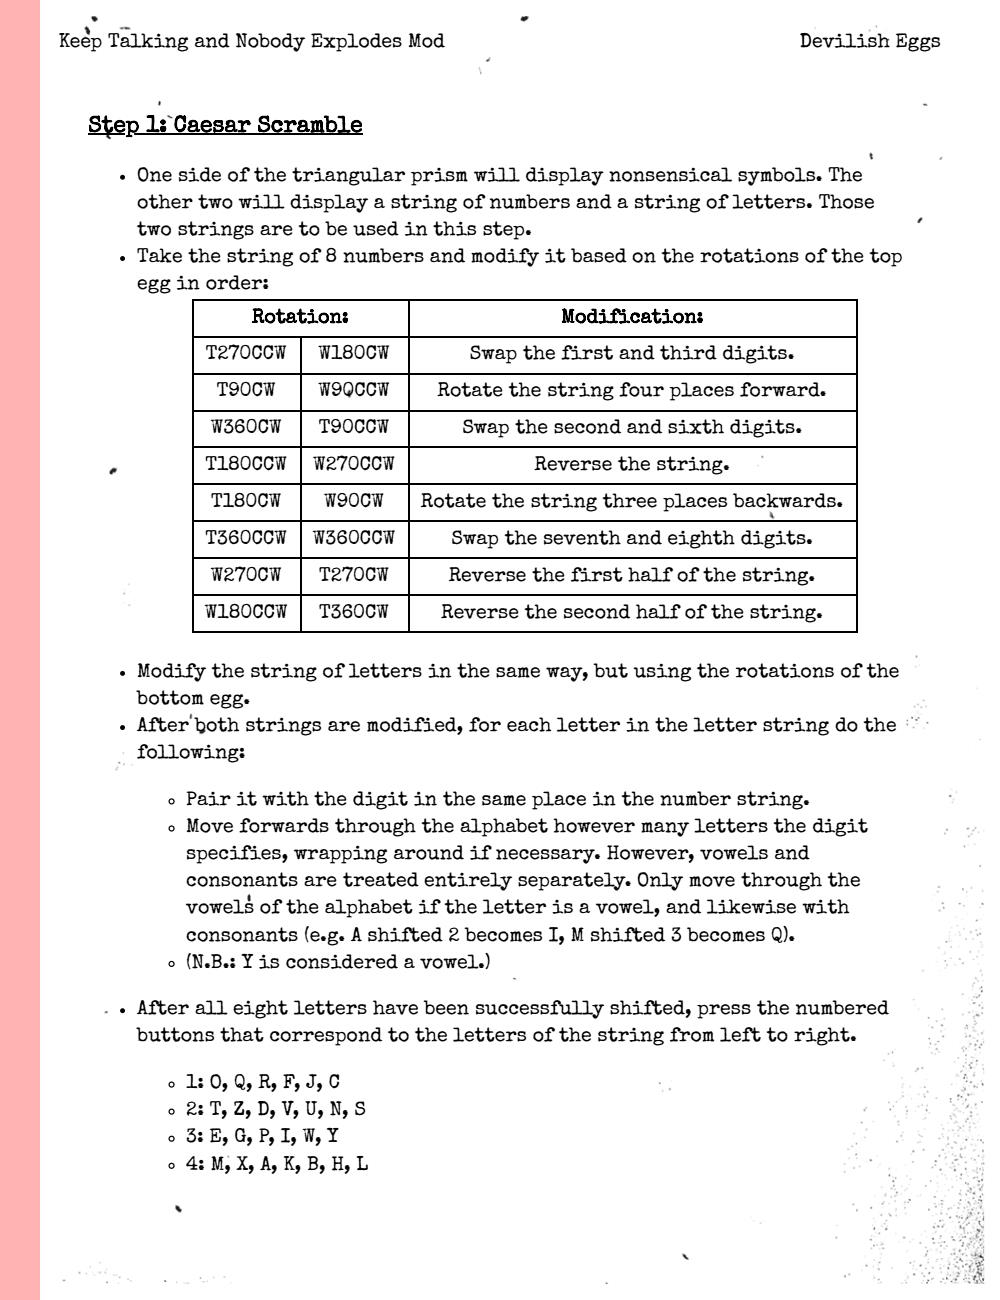 Keep Talking and Nobody Explodes Mod
Devilish Eggs
Step 1: Caesar Scramble
• One side of the triangular prism will display nonsensical symbols. The
other two will display a string of numbers and a string of letters. Those
two strings are to be used in this step.
• Take the string of 8 numbers and modify it based on the rotations of the top
egg in order:
Rotation: Modification:
T270CCW W180CW Swap the first and third digits.
T90CW W90CCW Rotate the string four places forward.
W360CW T90CCW Swap the second and sixth digits.
T180CCW W270CCW Reverse the string.
T180CW W90CW Rotate the string three places backwards.
T360CCW W360CCW Swap the seventh and eighth digits.
W270CW T270CW Reverse the first half of the string.
W180CCW T360CW Reverse the second half of the string.
• Modify the string of letters in the same way, but using the rotations of the
bottom egg.
• After both strings are modified, for each letter in the letter string do the
following:
◦ Pair it with the digit in the same place in the number string.
◦ Move forwards through the alphabet however many letters the digit
specifies, wrapping around if necessary. However, vowels and
consonants are treated entirely separately. Only move through the
vowels of the alphabet if the letter is a vowel, and likewise with
consonants (e.g. A shifted 2 becomes I, M shifted 3 becomes Q).
◦ (N.B.: Y is considered a vowel.)
• After all eight letters have been successfully shifted, press the numbered
buttons that correspond to the letters of the string from left to right.
◦ 1: O, Q, R, F, J, C
◦ 2: T, Z, D, V, U, N, S
◦ 3: E, G, P, I, W, Y
◦ 4: M, X, A, K, B, H, L